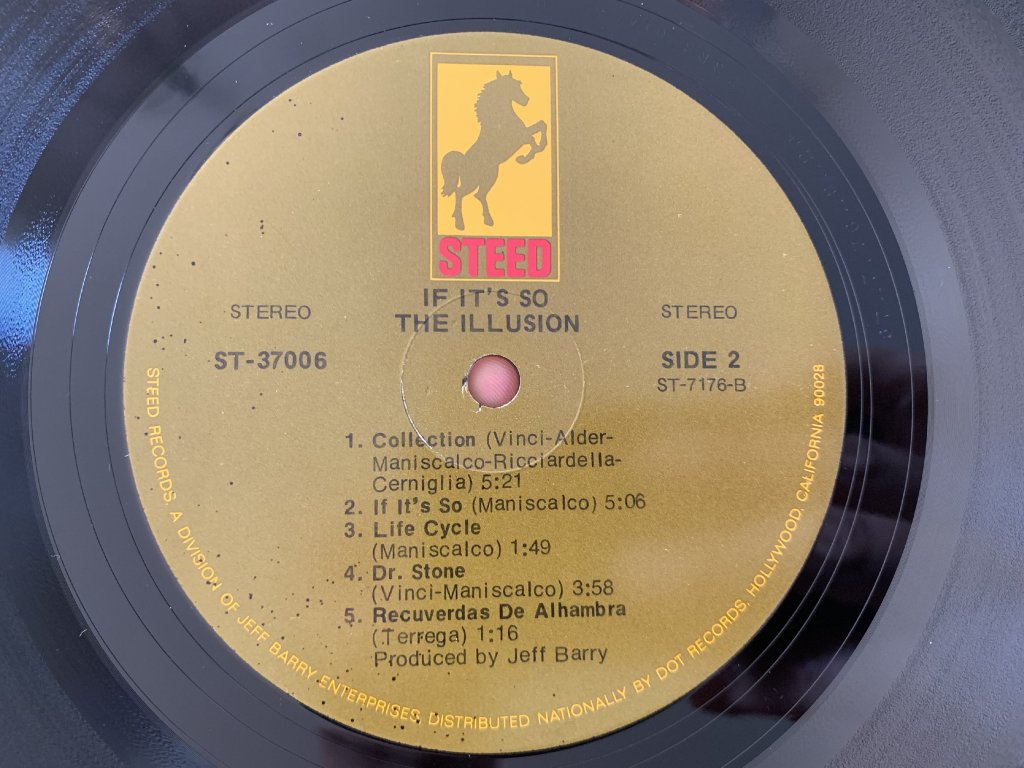 STEED
IF IT'S SO
THE ILLUSION
STEREO
STEREO
ST-37006
SIDE 2
ST-7176-B
1. Collection (Vinci-Alder-
Maniscalco-Ricciardella-
Cerniglia) 5:21
2. If It's So (Maniscalco) 5:06
3. Life Cycle
(Maniscalco) 1:49
4. Dr. Stone
(Vinci-Maniscalco) 3:58
5. Recuverdas De Alhambra
(Terrega) 1:16
Produced by Jeff Barry
STEED RECORDS, A DIVISION OF JEFF BARRY ENTERPRISES, DISTRIBUTED NATIONALLY BY DOT RECORDS, HOLLYWOOD, CALIFORNIA 90028